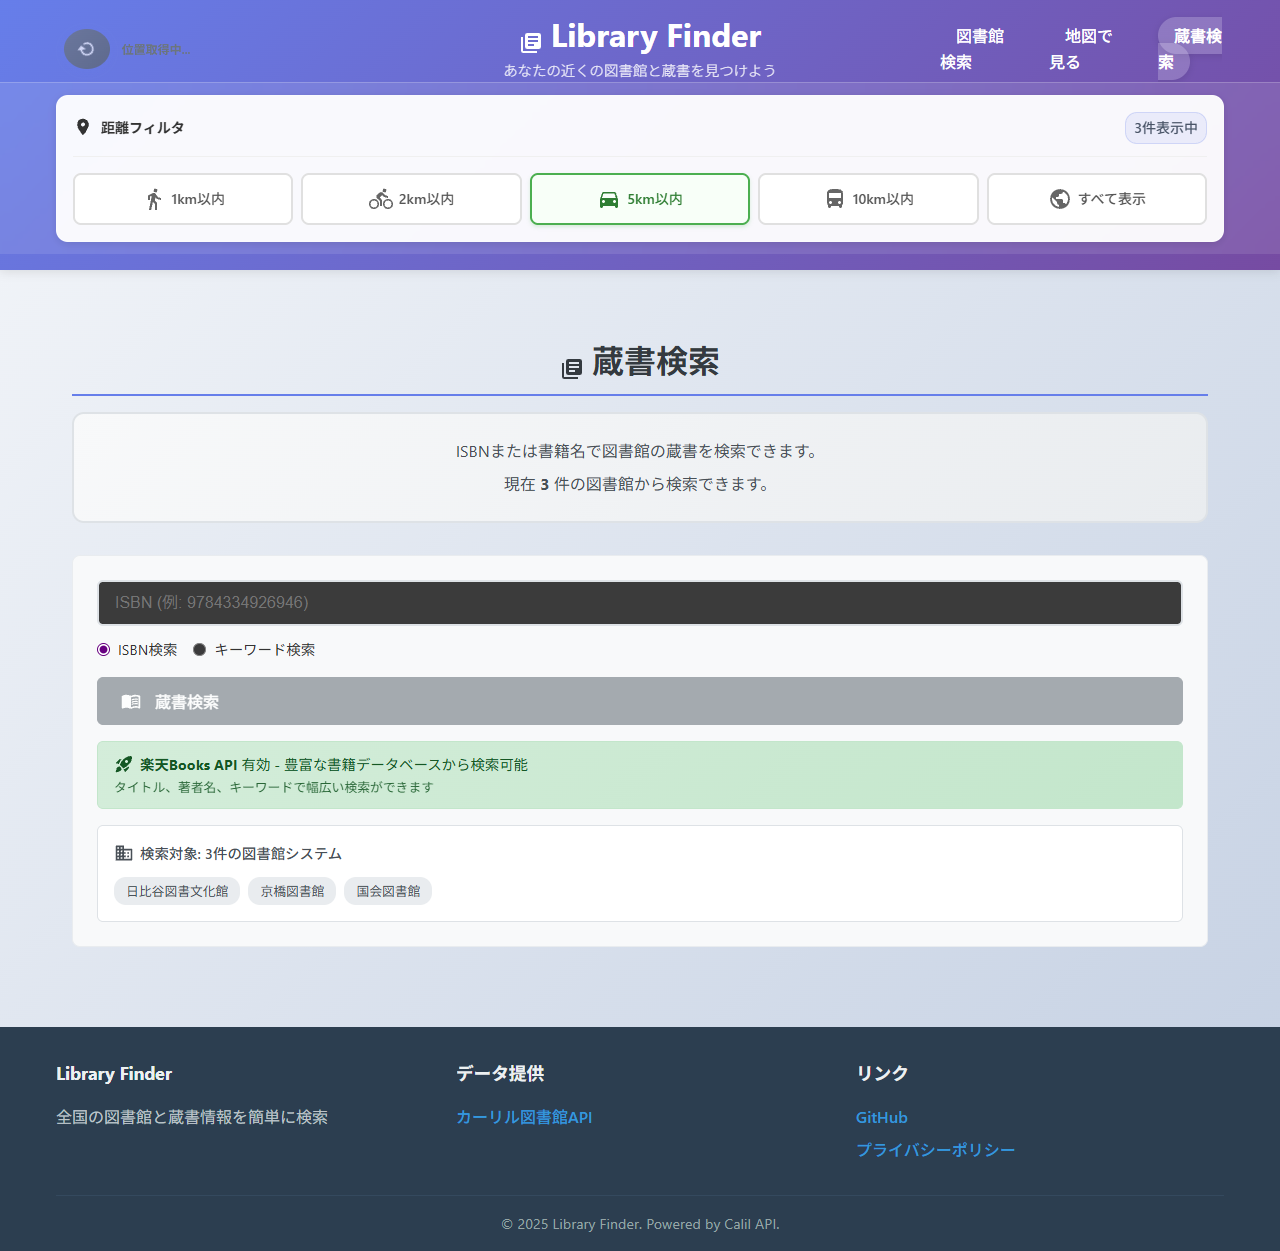 位置取得中...
Library Finder
あなたの近くの図書館と蔵書を見つけよう
図書館検索
地図で見る
蔵書検索
距離フィルタ
3件表示中
1km以内
2km以内
5km以内
10km以内
すべて表示
蔵書検索
ISBNまたは書籍名で図書館の蔵書を検索できます。
現在 3 件の図書館から検索できます。
ISBN (例: 9784334926946)
ISBN検索
キーワード検索
蔵書検索
楽天Books API 有効 - 豊富な書籍データベースから検索可能
タイトル、著者名、キーワードで幅広い検索ができます
検索対象: 3件の図書館システム
日比谷図書文化館
京橋図書館
国会図書館
Library Finder
全国の図書館と蔵書情報を簡単に検索
データ提供
カーリル図書館API
リンク
GitHub
プライバシーポリシー
© 2025 Library Finder. Powered by Calil API.